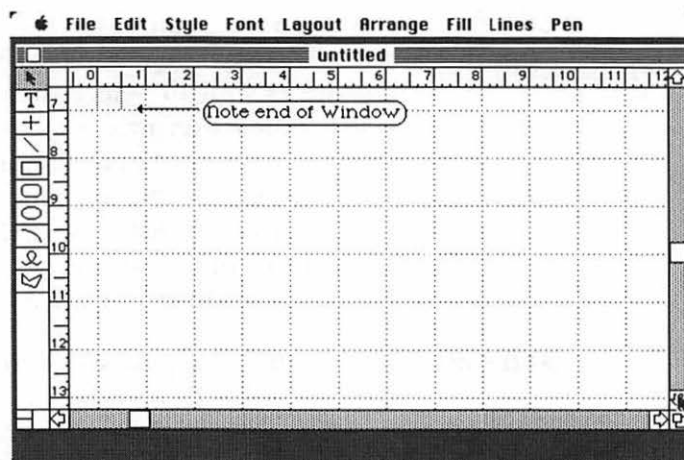 File Edit Style Font Layout Arrange Fill Lines Pen
untitled
0 1 2 3 4 5 6 7 8 9 10 11 12
T
7
note end of Window
8
9
10
11
12
13